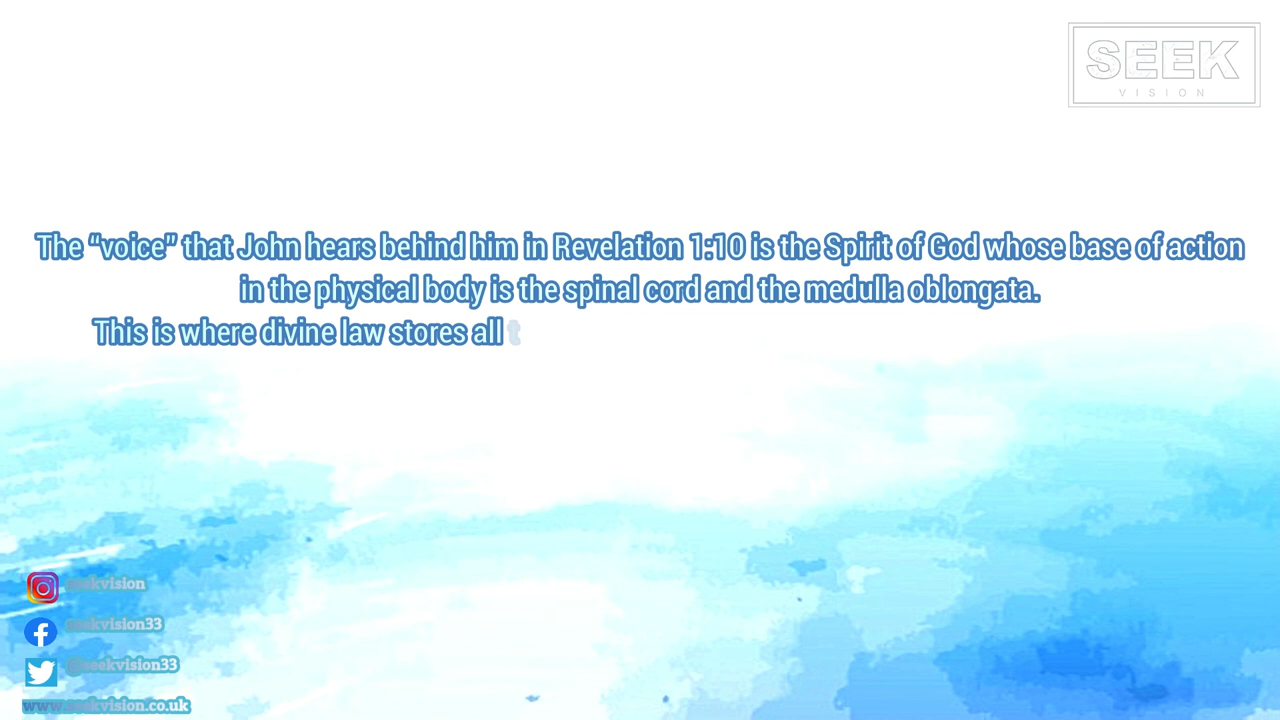 SEEK
VISION
The “voice” that John hears behind him in Revelation 1:10 is the Spirit of God whose base of action
in the physical body is the spinal cord and the medulla oblongata.
This is where divine law stores all t
seekvision
seekvision33
@seekvision33
www.seekvision.co.uk